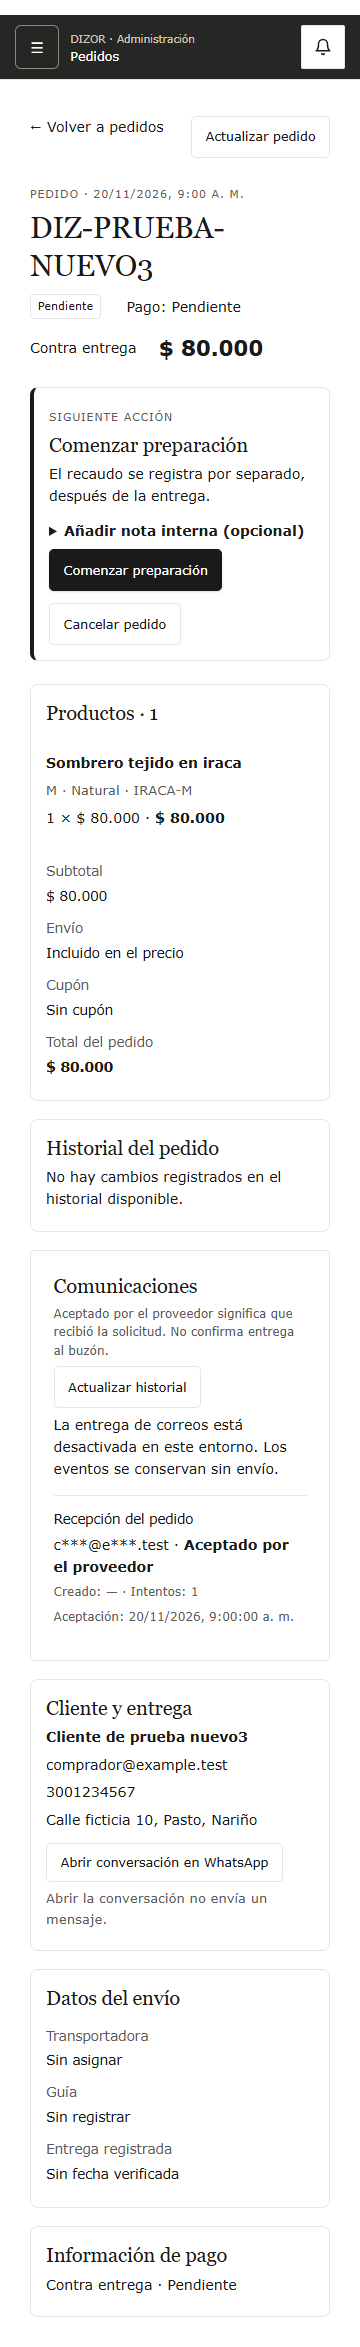 ☰
DIZOR · Administración
Pedidos
← Volver a pedidos
Actualizar pedido
PEDIDO · 20/11/2026, 9:00 A. M.
DIZ-PRUEBA-
NUEVO3
Pendiente
Pago: Pendiente
Contra entrega
$ 80.000
SIGUIENTE ACCIÓN
Comenzar preparación
El recaudo se registra por separado,
después de la entrega.
▶ Añadir nota interna (opcional)
Comenzar preparación
Cancelar pedido
Productos · 1
Sombrero tejido en iraca
M · Natural · IRACA-M
1 × $ 80.000 · $ 80.000
Subtotal
$ 80.000
Envío
Incluido en el precio
Cupón
Sin cupón
Total del pedido
$ 80.000
Historial del pedido
No hay cambios registrados en el
historial disponible.
Comunicaciones
Aceptado por el proveedor significa que
recibió la solicitud. No confirma entrega
al buzón.
Actualizar historial
La entrega de correos está
desactivada en este entorno. Los
eventos se conservan sin envío.
Recepción del pedido
c***@e***.test · Aceptado por
el proveedor
Creado: — · Intentos: 1
Aceptación: 20/11/2026, 9:00:00 a. m.
Cliente y entrega
Cliente de prueba nuevo3
comprador@example.test
3001234567
Calle ficticia 10, Pasto, Nariño
Abrir conversación en WhatsApp
Abrir la conversación no envía un
mensaje.
Datos del envío
Transportadora
Sin asignar
Guía
Sin registrar
Entrega registrada
Sin fecha verificada
Información de pago
Contra entrega · Pendiente